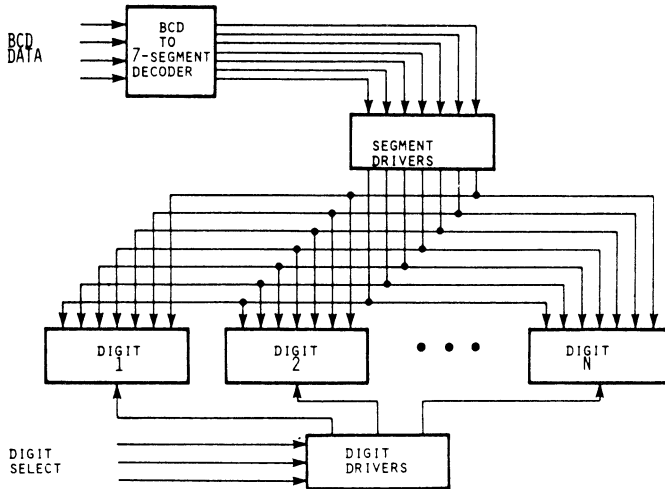 BCD
DATA
BCD
TO
7-SEGMENT
DECODER
SEGMENT
DRIVERS
DIGIT
1
DIGIT
2
DIGIT
N
DIGIT
SELECT
DIGIT
DRIVERS